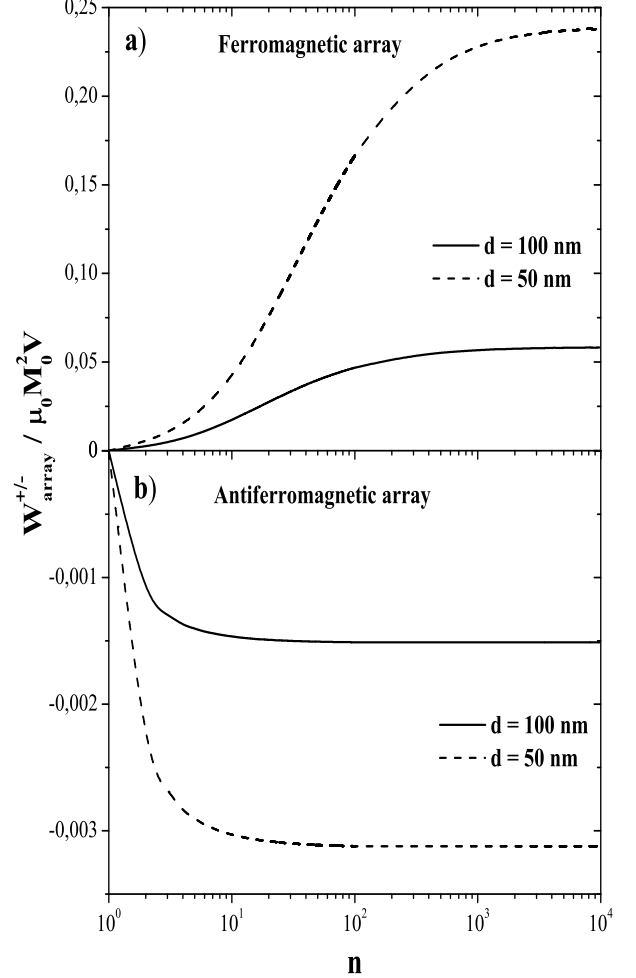 0,25
a)
Ferromagnetic array
0,20
0,15
d = 100 nm
0,10
d = 50 nm
0,05
0
W+/-array / μoMo2V
b)
Antiferromagnetic array
-0,001
-0,002
d = 100 nm
d = 50 nm
-0,003
10^0 10^1 10^2 10^3 10^4
n